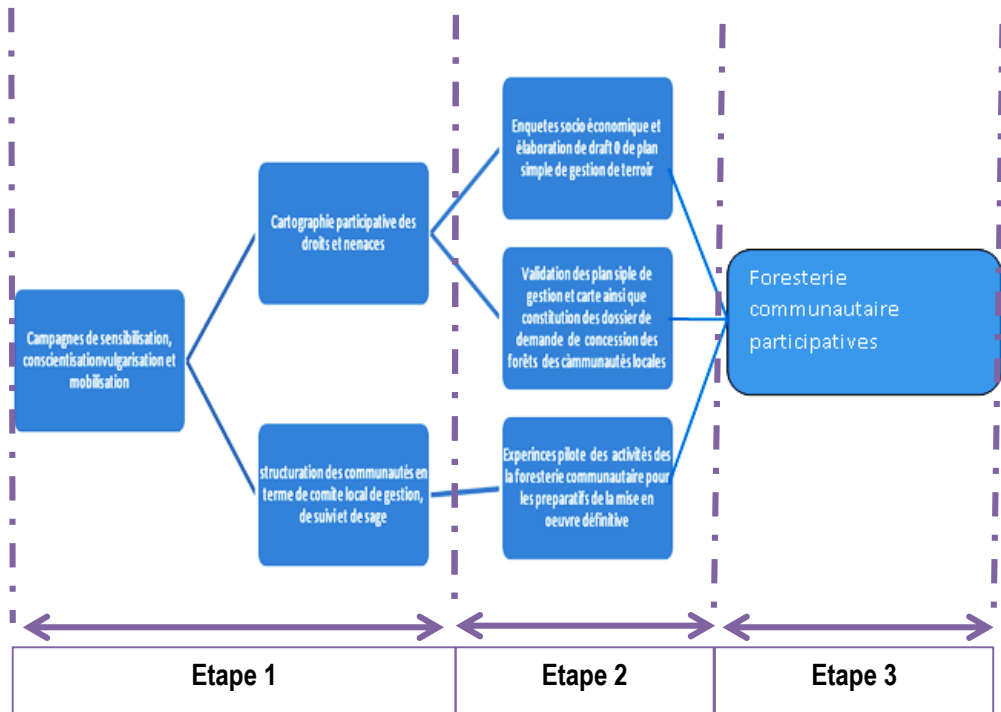 Campagnes de sensibilisation,
conscientisationvulgarisation et
mobilisation
Cartographie participative des
droits et nenaces
structuration des communautés en
terme de comite local de gestion,
de suivi et de sage
Enquetes socio économique et
élaboration de draft 0 de plan
simple de gestion de terroir
Validation des plan siple de
gestion et carte ainsi que
constitution des dossier de
demande de concession des
forêts des cammunautés locales
Experinces pilote des activités des
la foresterie communautaire pour
les preparatifs de la mise en
oeuvre définitive
Foresterie
communautaire
participatives
Etape 1
Etape 2
Etape 3